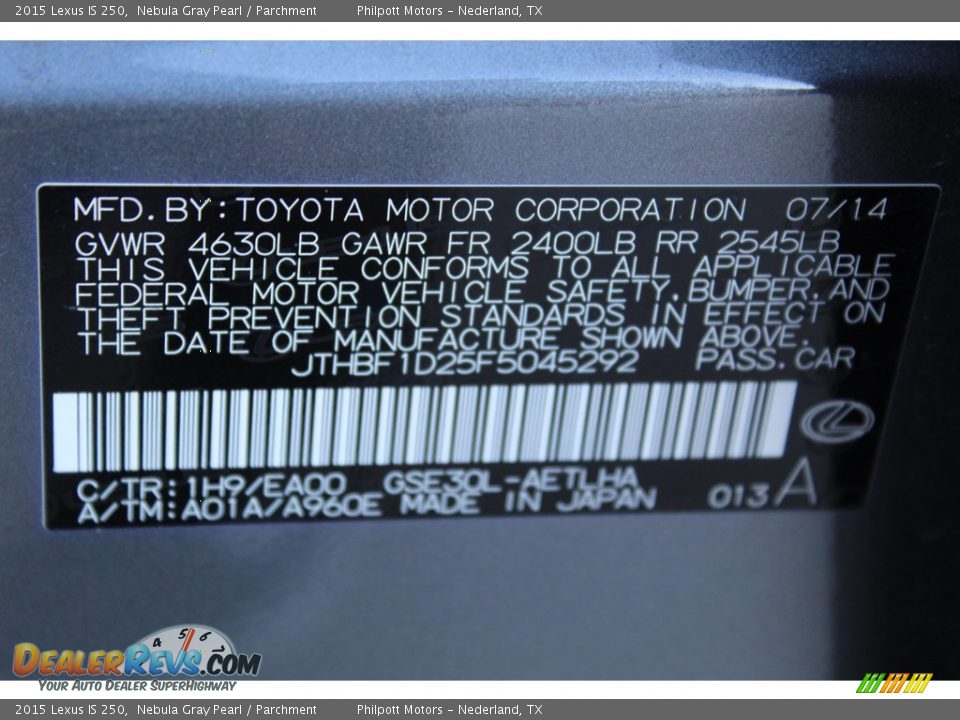 2015 Lexus IS 250, Nebula Gray Pearl / Parchment Philpott Motors - Nederland, TX
MFD.BY:TOYOTA MOTOR CORPORATION 07/14
GVWR 4630LB GAWR FR 2400LB RR 2545LB
THIS VEHICLE CONFORMS TO ALL APPLICABLE
FEDERAL MOTOR VEHICLE SAFETY,BUMPER,AND
THEFT PREVENTION STANDARDS IN EFFECT ON
THE DATE OF MANUFACTURE SHOWN ABOVE.
JTHBF1D25F5045292 PASS.CAR
C/TR:1H9/EA00 GSE30L-AETLHA
A/TM:A01A/A960E MADE IN JAPAN 013 A
4 5 6 7
DEALERREVS.COM
YOUR AUTO DEALER SUPERHIGHWAY
2015 Lexus IS 250, Nebula Gray Pearl / Parchment Philpott Motors - Nederland, TX